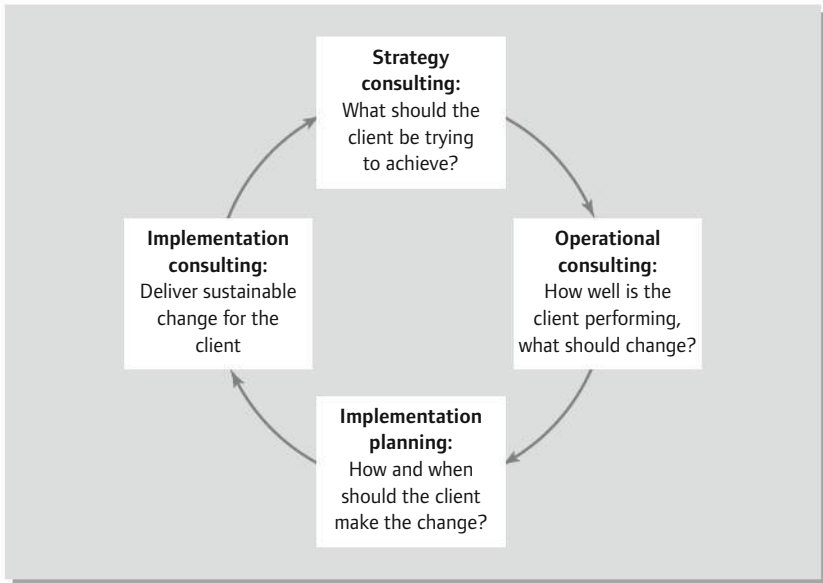 Strategy
consulting:
What should the
client be trying
to achieve?
Operational
consulting:
How well is the
client performing,
what should change?
Implementation
planning:
How and when
should the client
make the change?
Implementation
consulting:
Deliver sustainable
change for the
client